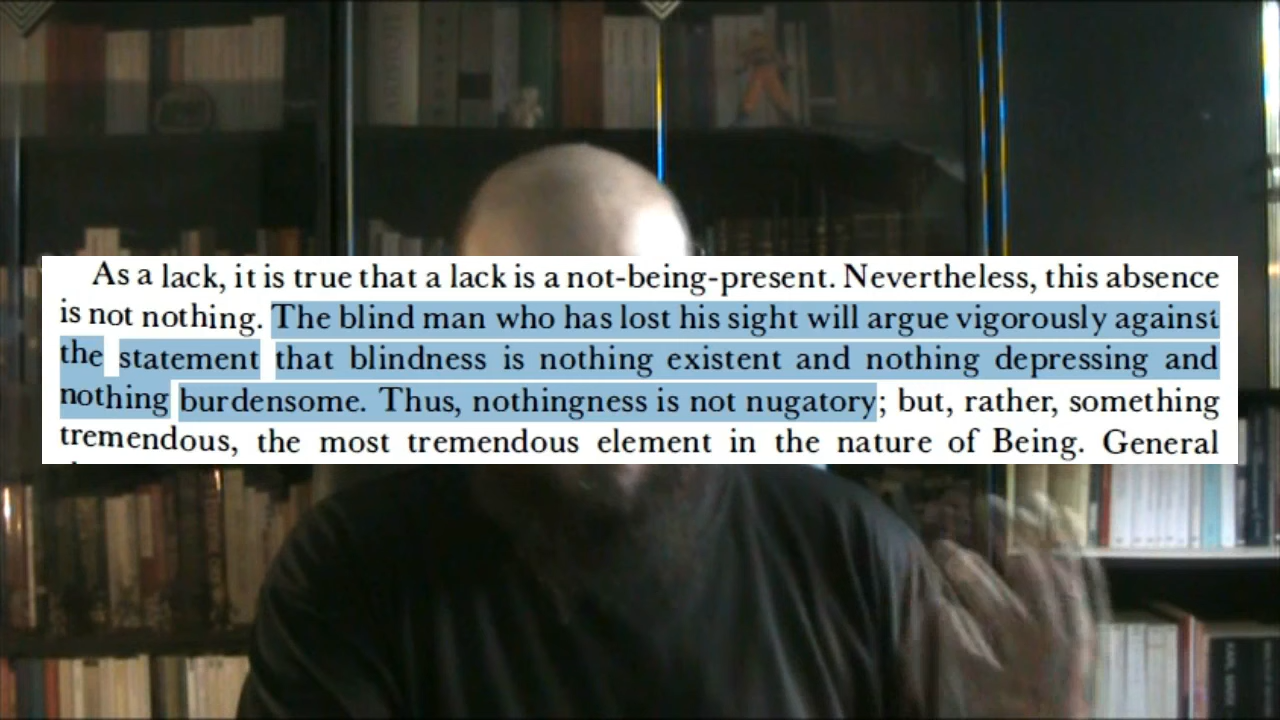 As a lack, it is true that a lack is a not-being-present. Nevertheless, this absence
is not nothing. The blind man who has lost his sight will argue vigorously against
the statement that blindness is nothing existent and nothing depressing and
nothing burdensome. Thus, nothingness is not nugatory; but, rather, something
tremendous, the most tremendous element in the nature of Being. General